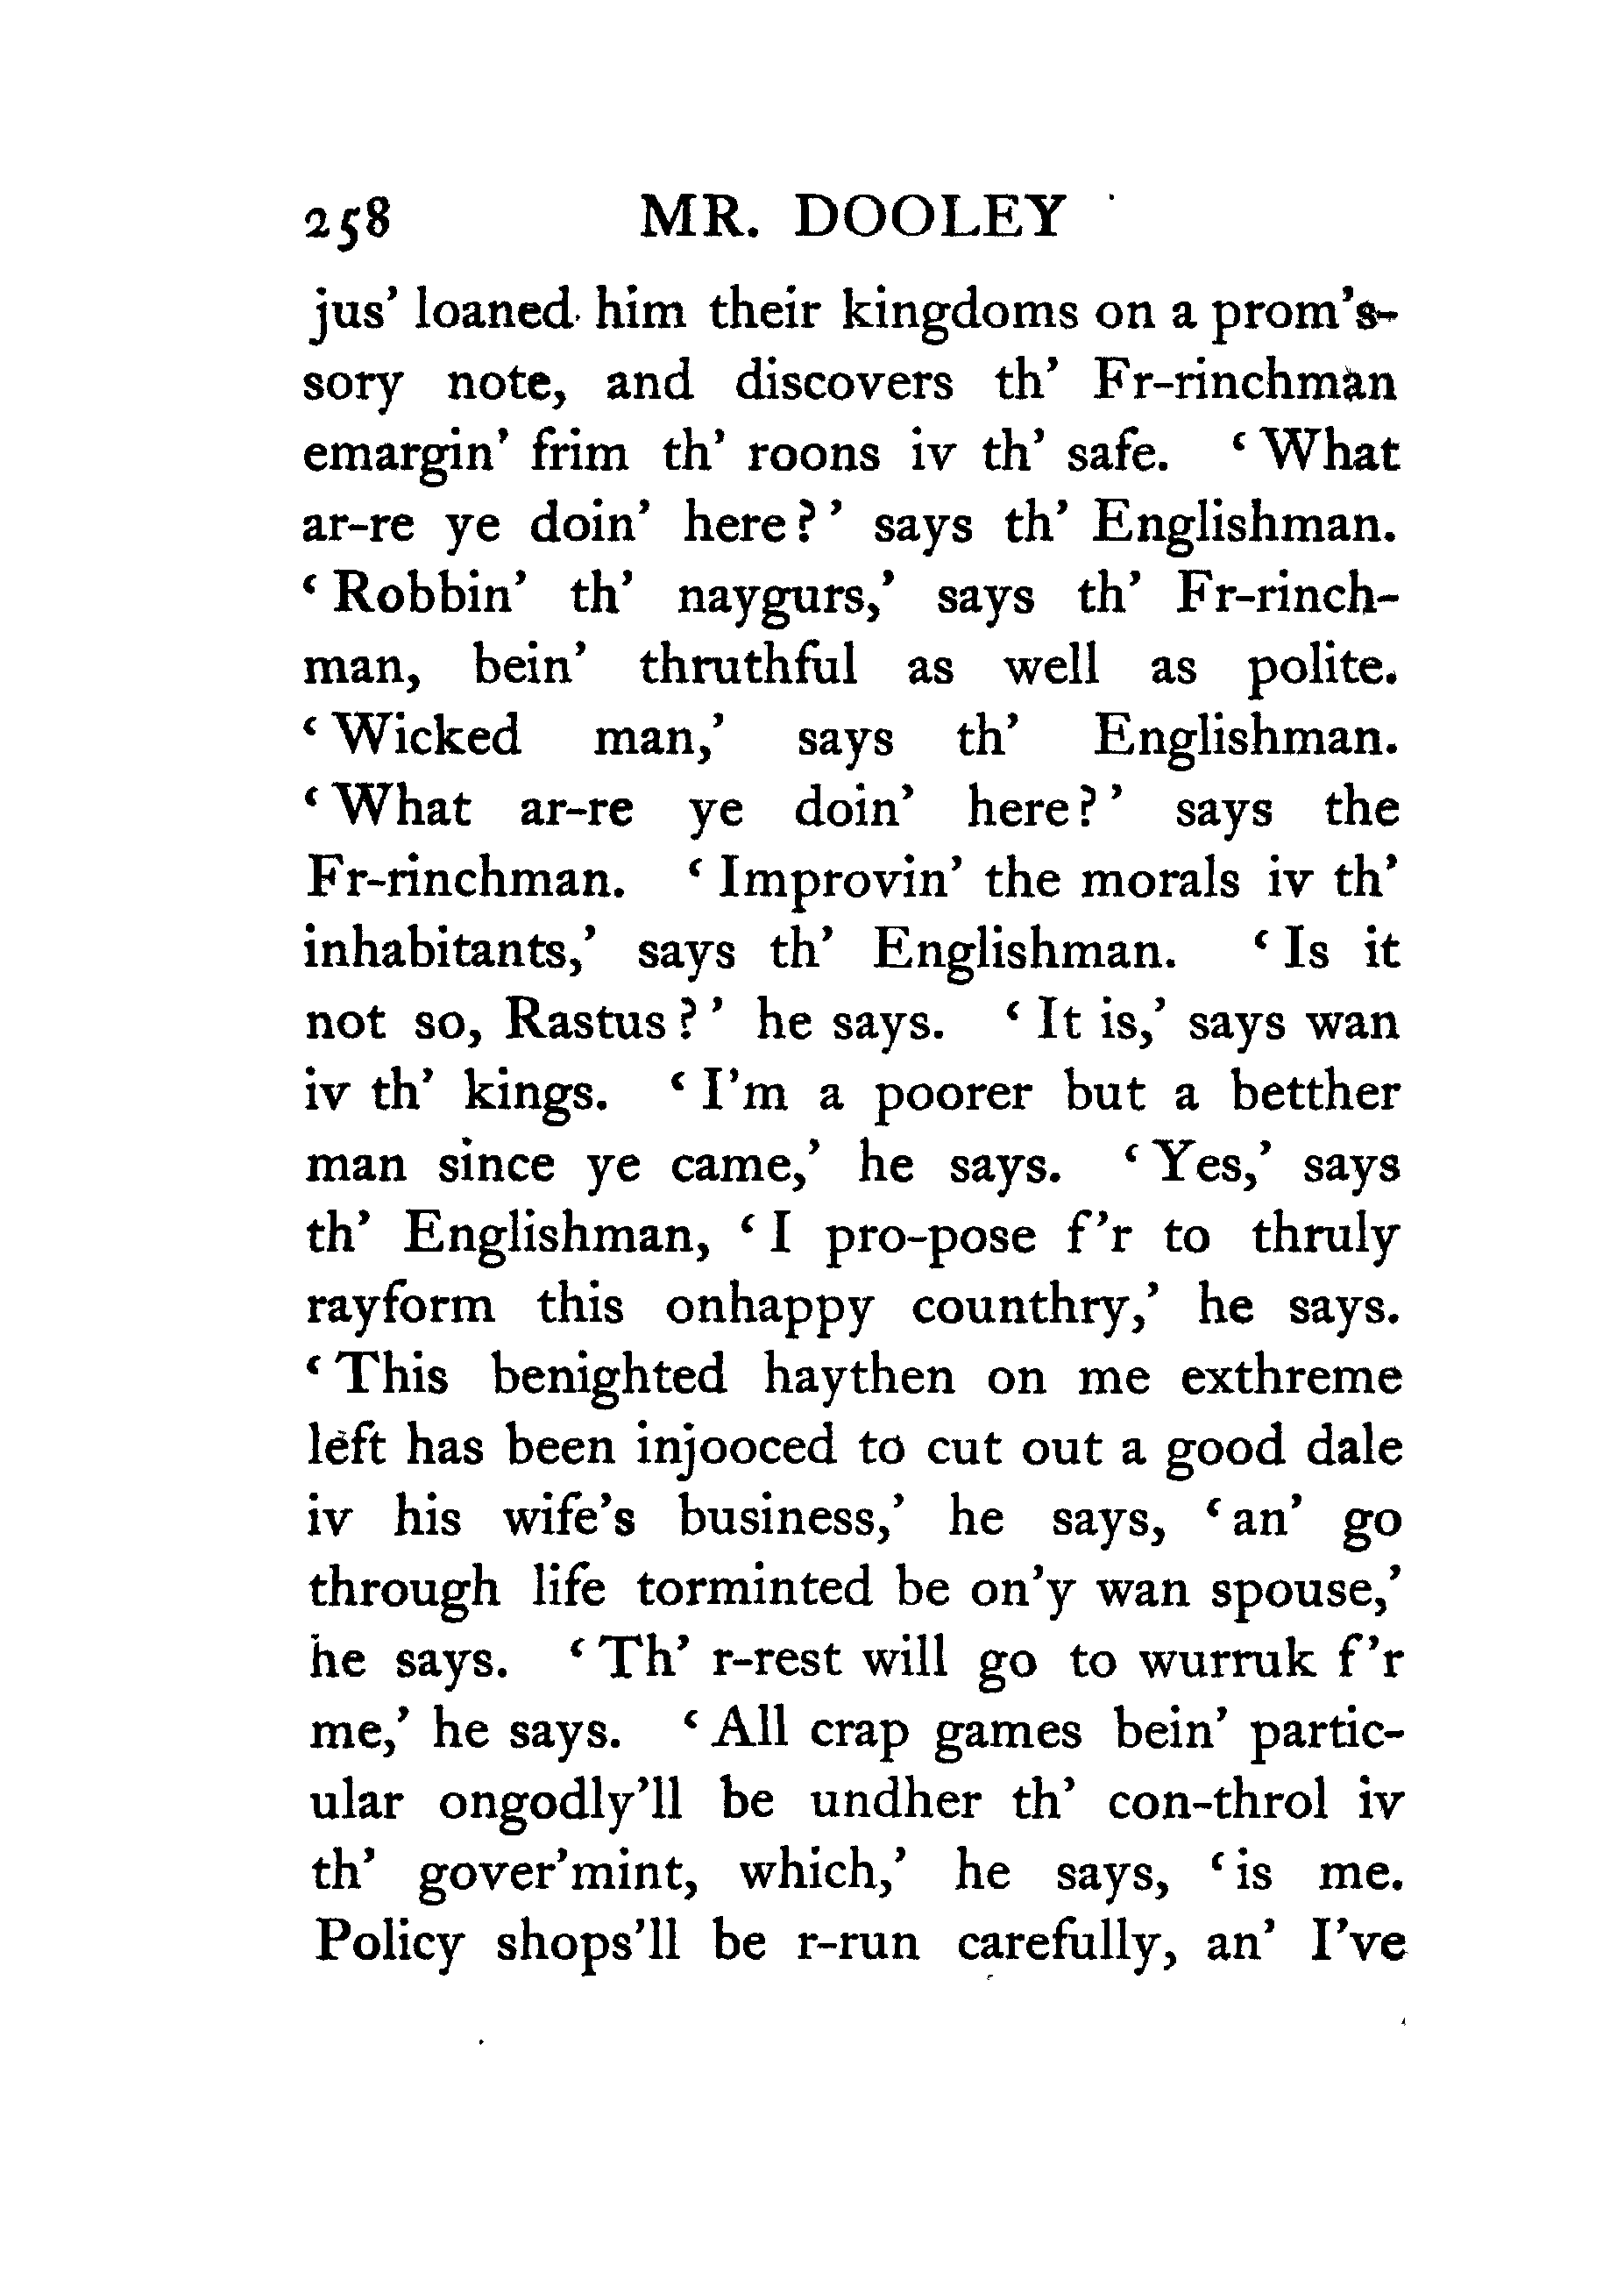 258 MR. DOOLEY
jus’ loaned him their kingdoms on a prom’s-
sory note, and discovers th’ Fr-rinchman
emargin’ frim th’ roons iv th’ safe. ‘What
ar-re ye doin’ here?’ says th’ Englishman.
‘Robbin’ th’ naygurs,’ says th’ Fr-rinch-
man, bein’ thruthful as well as polite.
‘Wicked man,’ says th’ Englishman.
‘What ar-re ye doin’ here?’ says the
Fr-rinchman. ‘Improvin’ the morals iv th’
inhabitants,’ says th’ Englishman. ‘Is it
not so, Rastus?’ he says. ‘It is,’ says wan
iv th’ kings. ‘I’m a poorer but a betther
man since ye came,’ he says. ‘Yes,’ says
th’ Englishman, ‘I pro-pose f’r to thruly
rayform this onhappy counthry,’ he says.
‘This benighted haythen on me exthreme
left has been injooced to cut out a good dale
iv his wife’s business,’ he says, ‘an’ go
through life torminted be on’y wan spouse,’
he says. ‘Th’ r-rest will go to wurruk f’r
me,’ he says. ‘All crap games bein’ partic-
ular ongodly’ll be undher th’ con-throl iv
th’ gover’mint, which,’ he says, ‘is me.
Policy shops’ll be r-run carefully, an’ I’ve